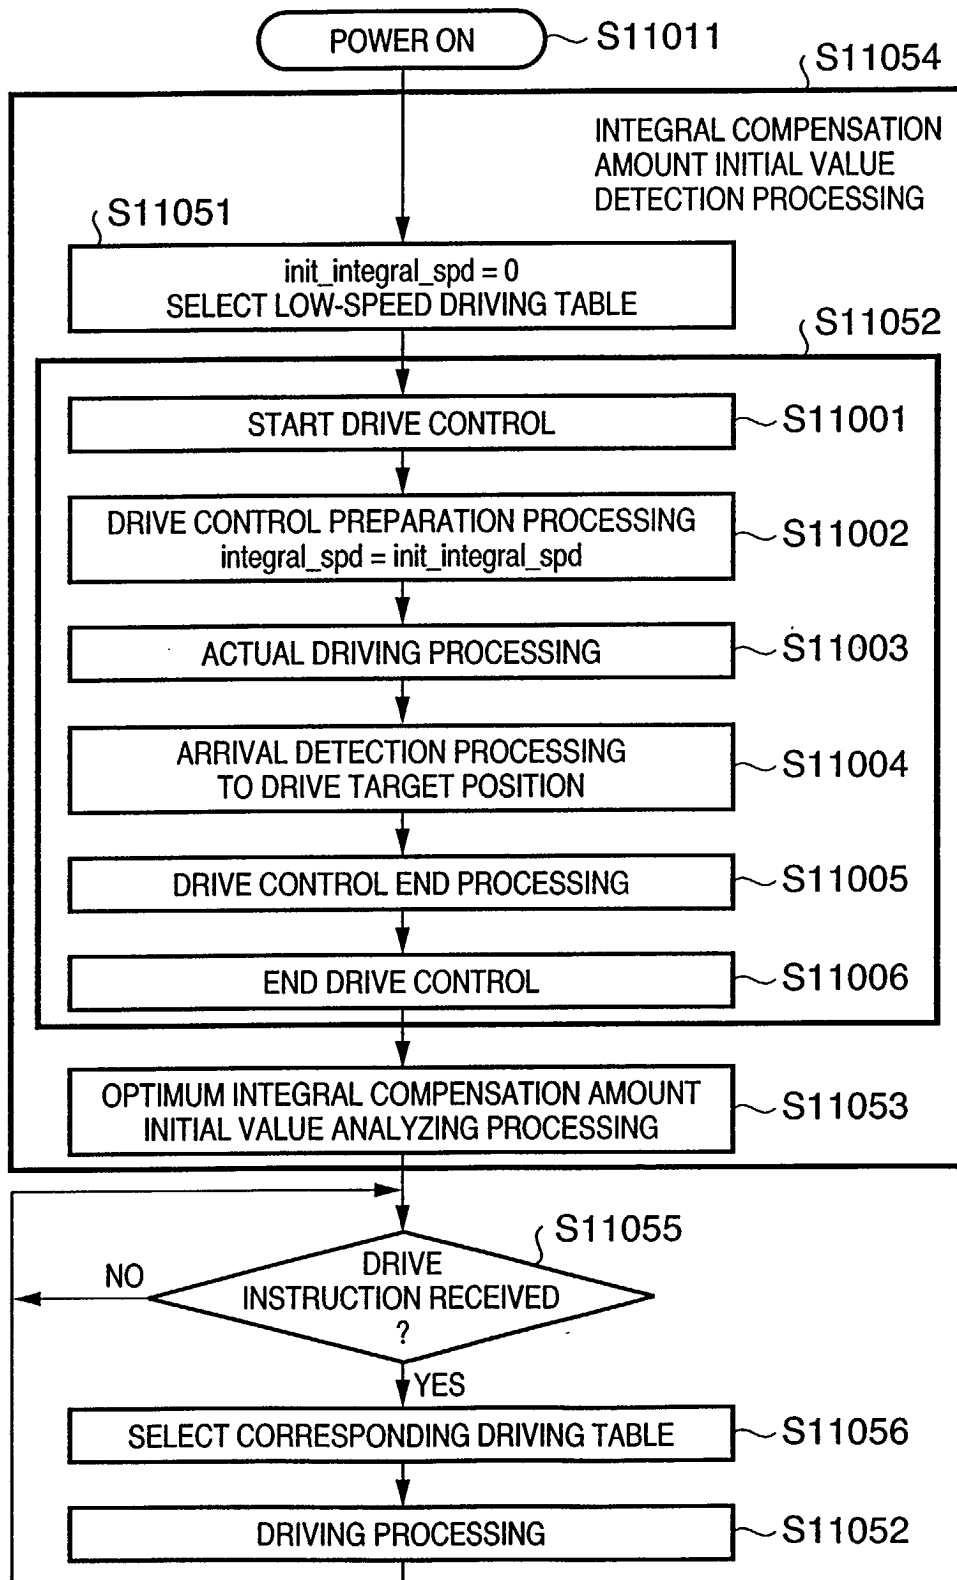 POWER ON
S11011
S11054
INTEGRAL COMPENSATION
AMOUNT INITIAL VALUE
DETECTION PROCESSING
S11051
init_integral_spd = 0
SELECT LOW-SPEED DRIVING TABLE
S11052
START DRIVE CONTROL
S11001
DRIVE CONTROL PREPARATION PROCESSING
integral_spd = init_integral_spd
S11002
ACTUAL DRIVING PROCESSING
S11003
ARRIVAL DETECTION PROCESSING
TO DRIVE TARGET POSITION
S11004
DRIVE CONTROL END PROCESSING
S11005
END DRIVE CONTROL
S11006
OPTIMUM INTEGRAL COMPENSATION AMOUNT
INITIAL VALUE ANALYZING PROCESSING
S11053
S11055
DRIVE
INSTRUCTION RECEIVED
?
NO
YES
SELECT CORRESPONDING DRIVING TABLE
S11056
DRIVING PROCESSING
S11052